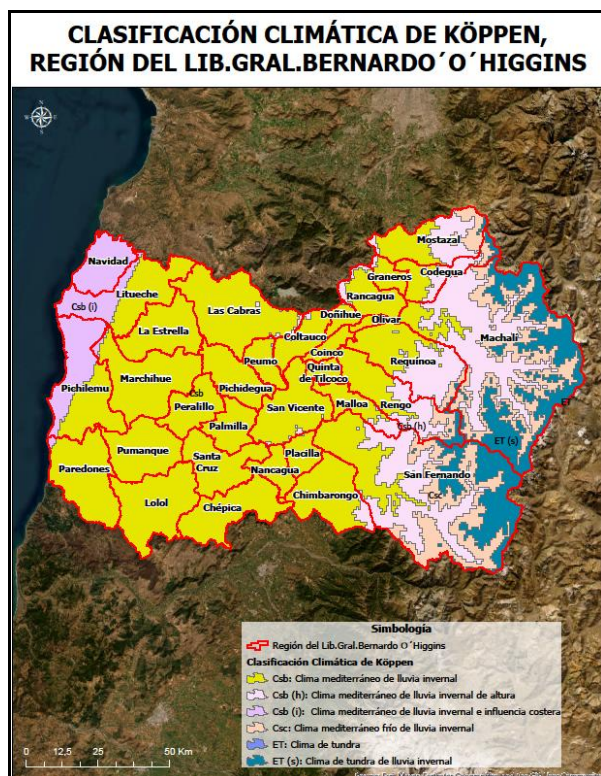 CLASIFICACIÓN CLIMÁTICA DE KÖPPEN,
REGIÓN DEL LIB.GRAL.BERNARDO´O´HIGGINS
N
Mostazal
Navidad
Codegua
Graneros
Litueche
Rancagua
Csb (i)
Las Cabras
Doñihue
Olivar
La Estrella
Machalí
Coltauco
Coinco
Peumo
Requinoa
Quinta
de Tilcoco
Marchihue
Pichilemu
Csb
Pichidegua
ET
Peralillo
San Vicente
Malloa
Rengo
Palmilla
Csb (h)
ET (s)
Pumanque
Placilla
Santa
Cruz
Paredones
Nancagua
San Fernando
Csc
Lolol
Chépica
Chimbarongo
Simbología
Región del Lib.Gral.Bernardo O´Higgins
Clasificación Climática de Köppen
Csb: Clima mediterráneo de lluvia invernal
Csb (h): Clima mediterráneo de lluvia invernal de altura
Csb (i): Clima mediterráneo de lluvia invernal e influencia costera
Csc: Clima mediterráneo frío de lluvia invernal
ET: Clima de tundra
ET (s): Clima de tundra de lluvia invernal
0 12,5 25 50 Km